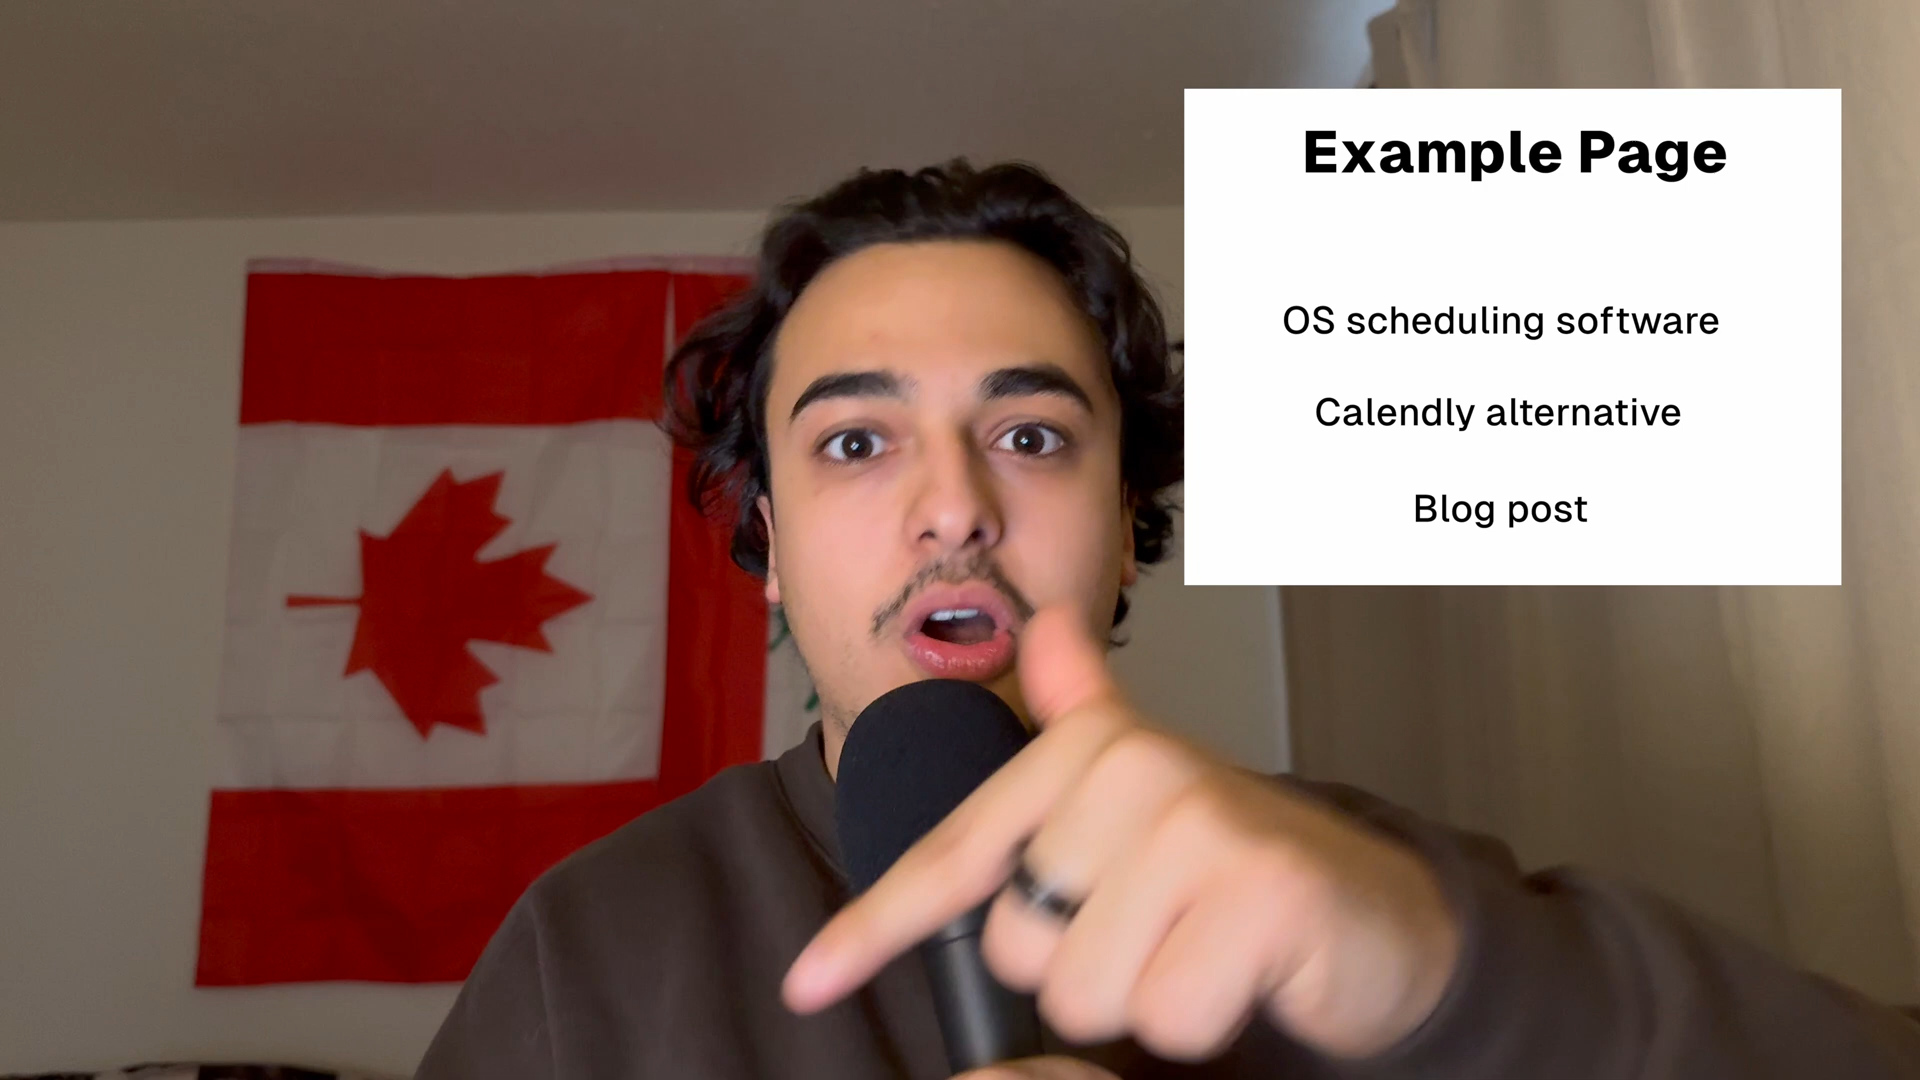 Example Page
OS scheduling software
Calendly alternative
Blog post